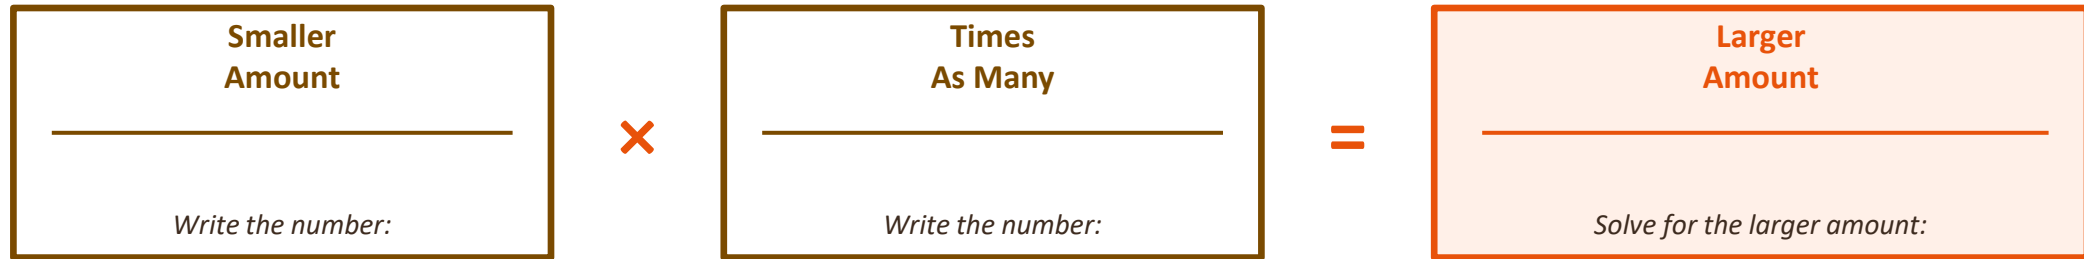 Smaller
Amount
Write the number:
×
Times
As Many
Write the number:
=
Larger
Amount
Solve for the larger amount: